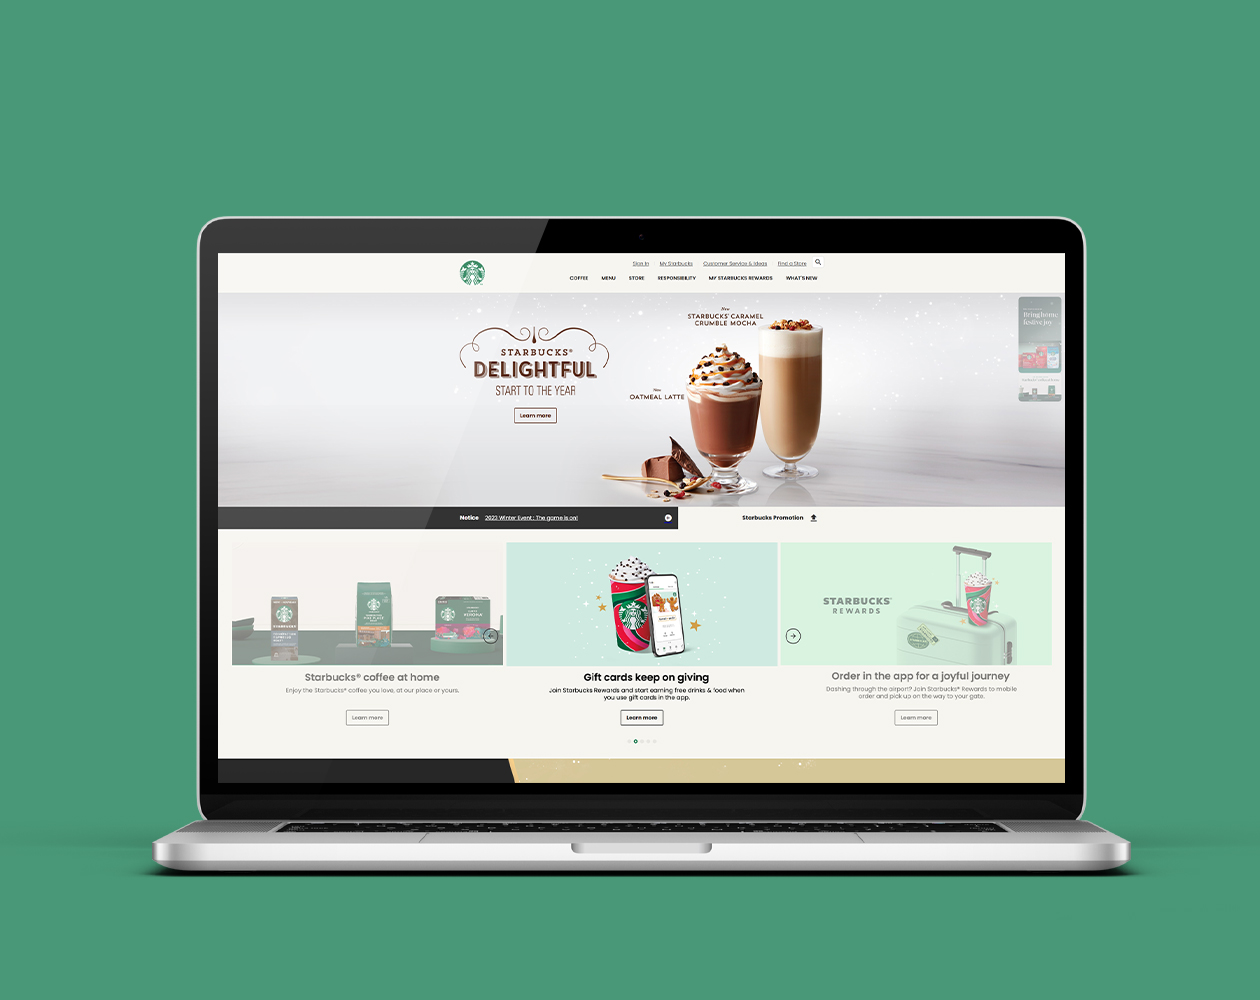 Sign In My Starbucks Customer Service & Ideas Find a Store
COFFEE MENU STORE RESPONSIBILITY MY STARBUCKS REWARDS WHAT'S NEW
STARBUCKS®
DELIGHTFUL
START TO THE YEAR
Learn more
New
STARBUCKS® CARAMEL
CRUMBLE MOCHA
New
OATMEAL LATTE
Bring home
festive joy
Notice 2023 Winter Event : The game is on!
Starbucks Promotion
STARBUCKS
Starbucks® coffee at home
Enjoy the Starbucks® coffee you love, at our place or yours.
Learn more
Gift cards keep on giving
Join Starbucks Rewards and start earning free drinks & food when
you use gift cards in the app.
Learn more
STARBUCKS®
REWARDS
Order in the app for a joyful journey
Dashing through the airport? Join Starbucks® Rewards to mobile
order and pick up on the way to your gate.
Learn more